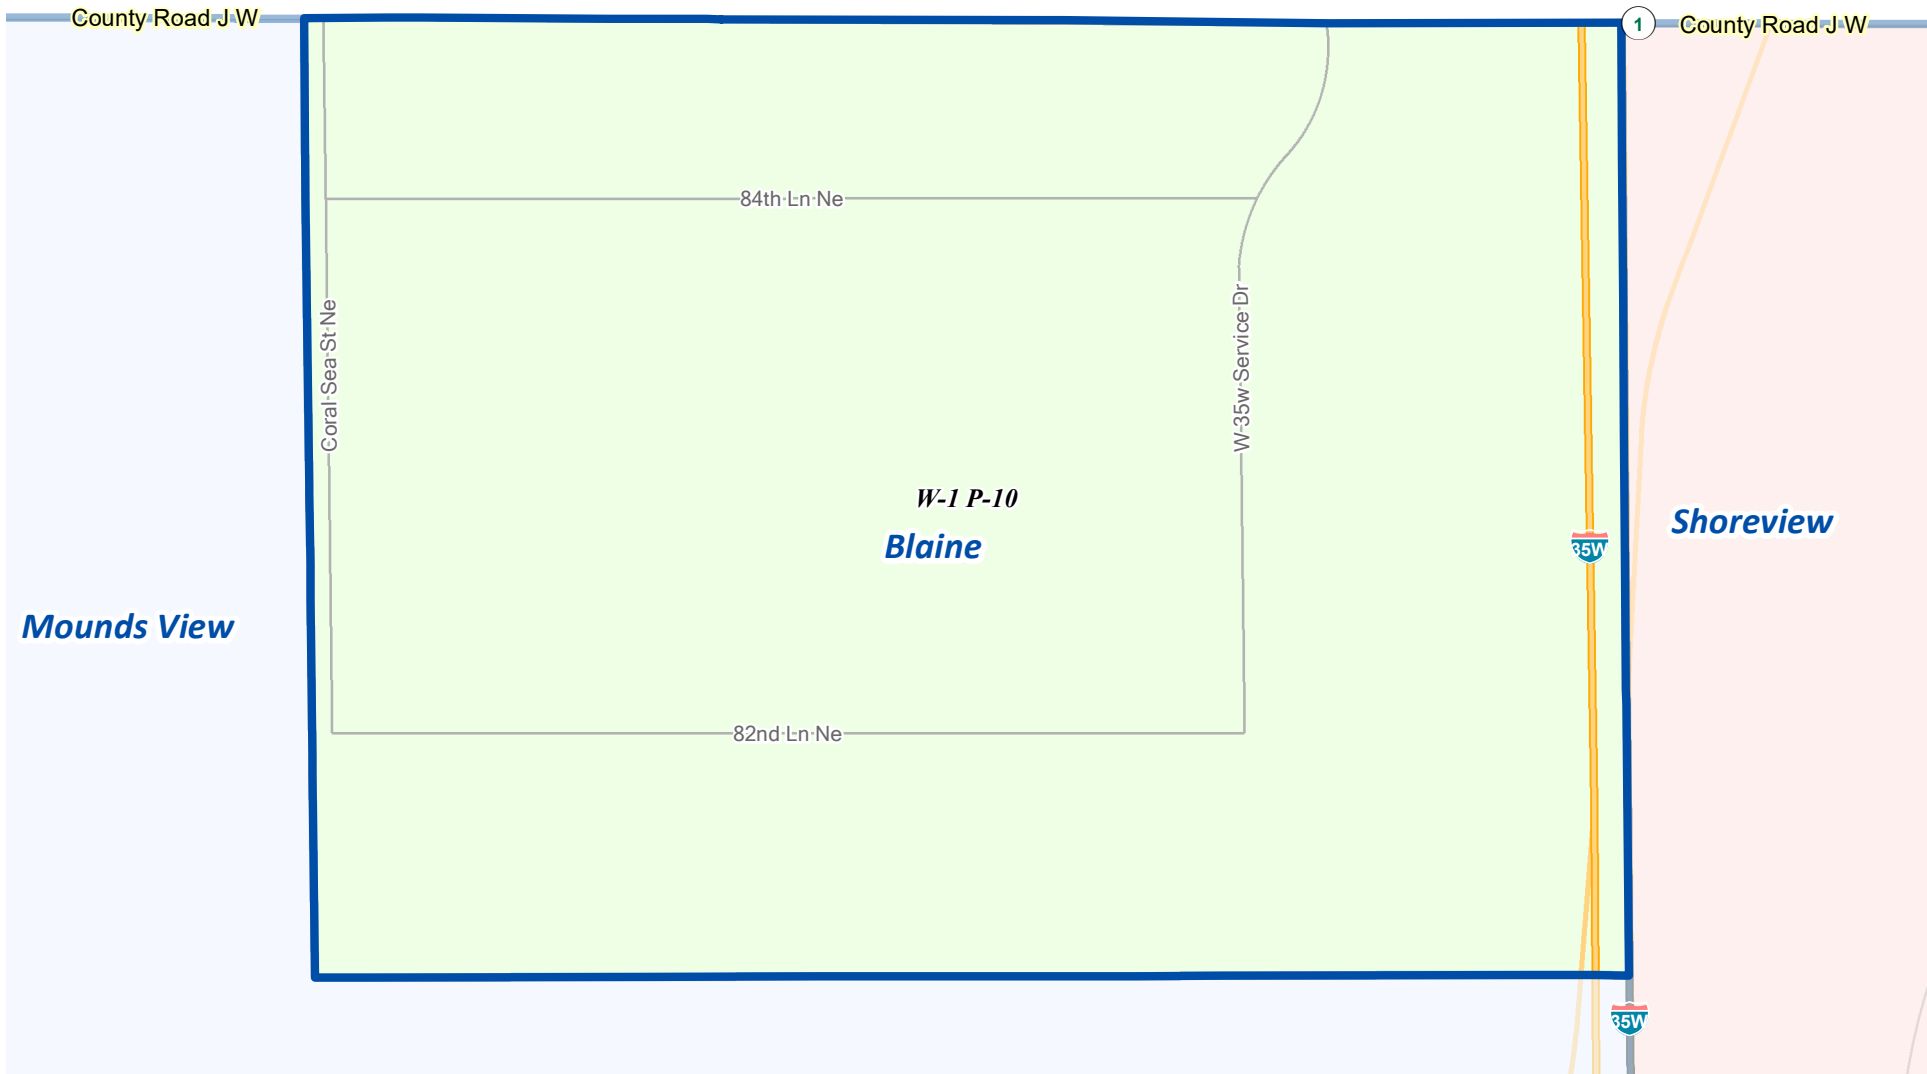 County Road J W
1
County Road J W
84th Ln Ne
Coral Sea St Ne
W 35w Service Dr
W-1 P-10
Blaine
35W
Shoreview
Mounds View
82nd Ln Ne
35W